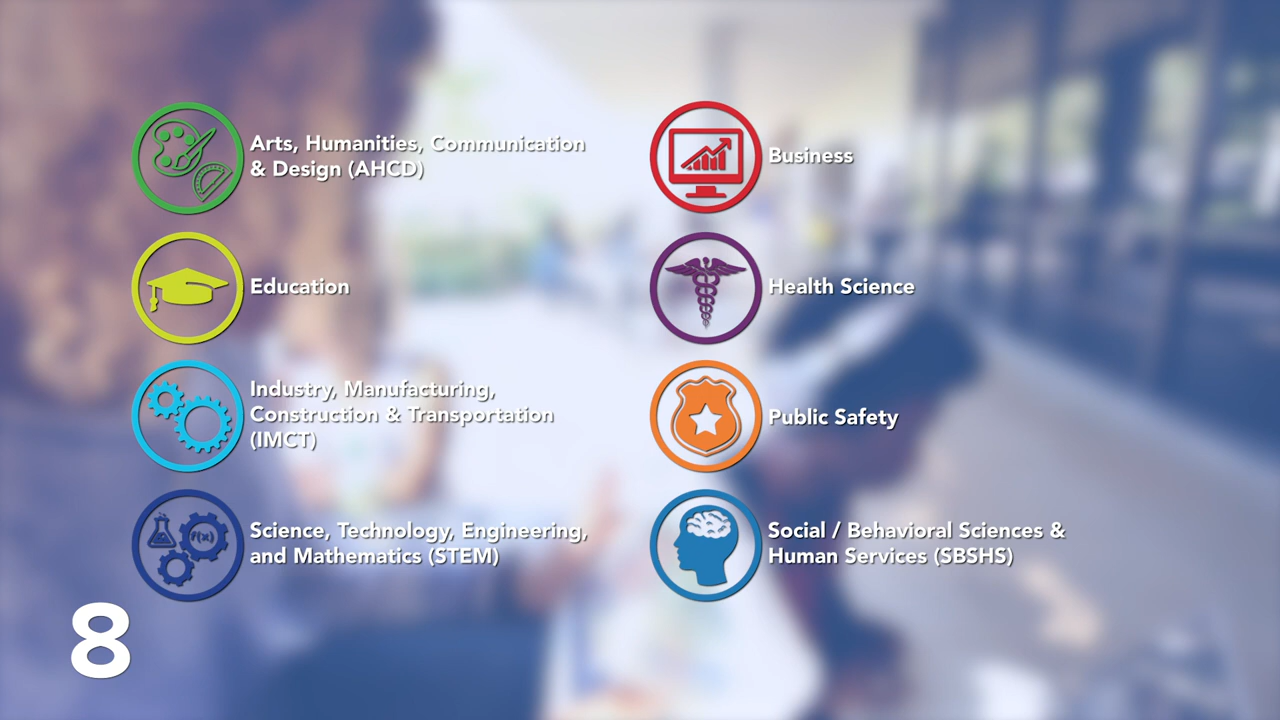 Arts, Humanities, Communication
& Design (AHCD)
Business
Education
Health Science
Industry, Manufacturing,
Construction & Transportation
(IMCT)
Public Safety
Science, Technology, Engineering,
and Mathematics (STEM)
f(x)
Social / Behavioral Sciences &
Human Services (SBSHS)
8